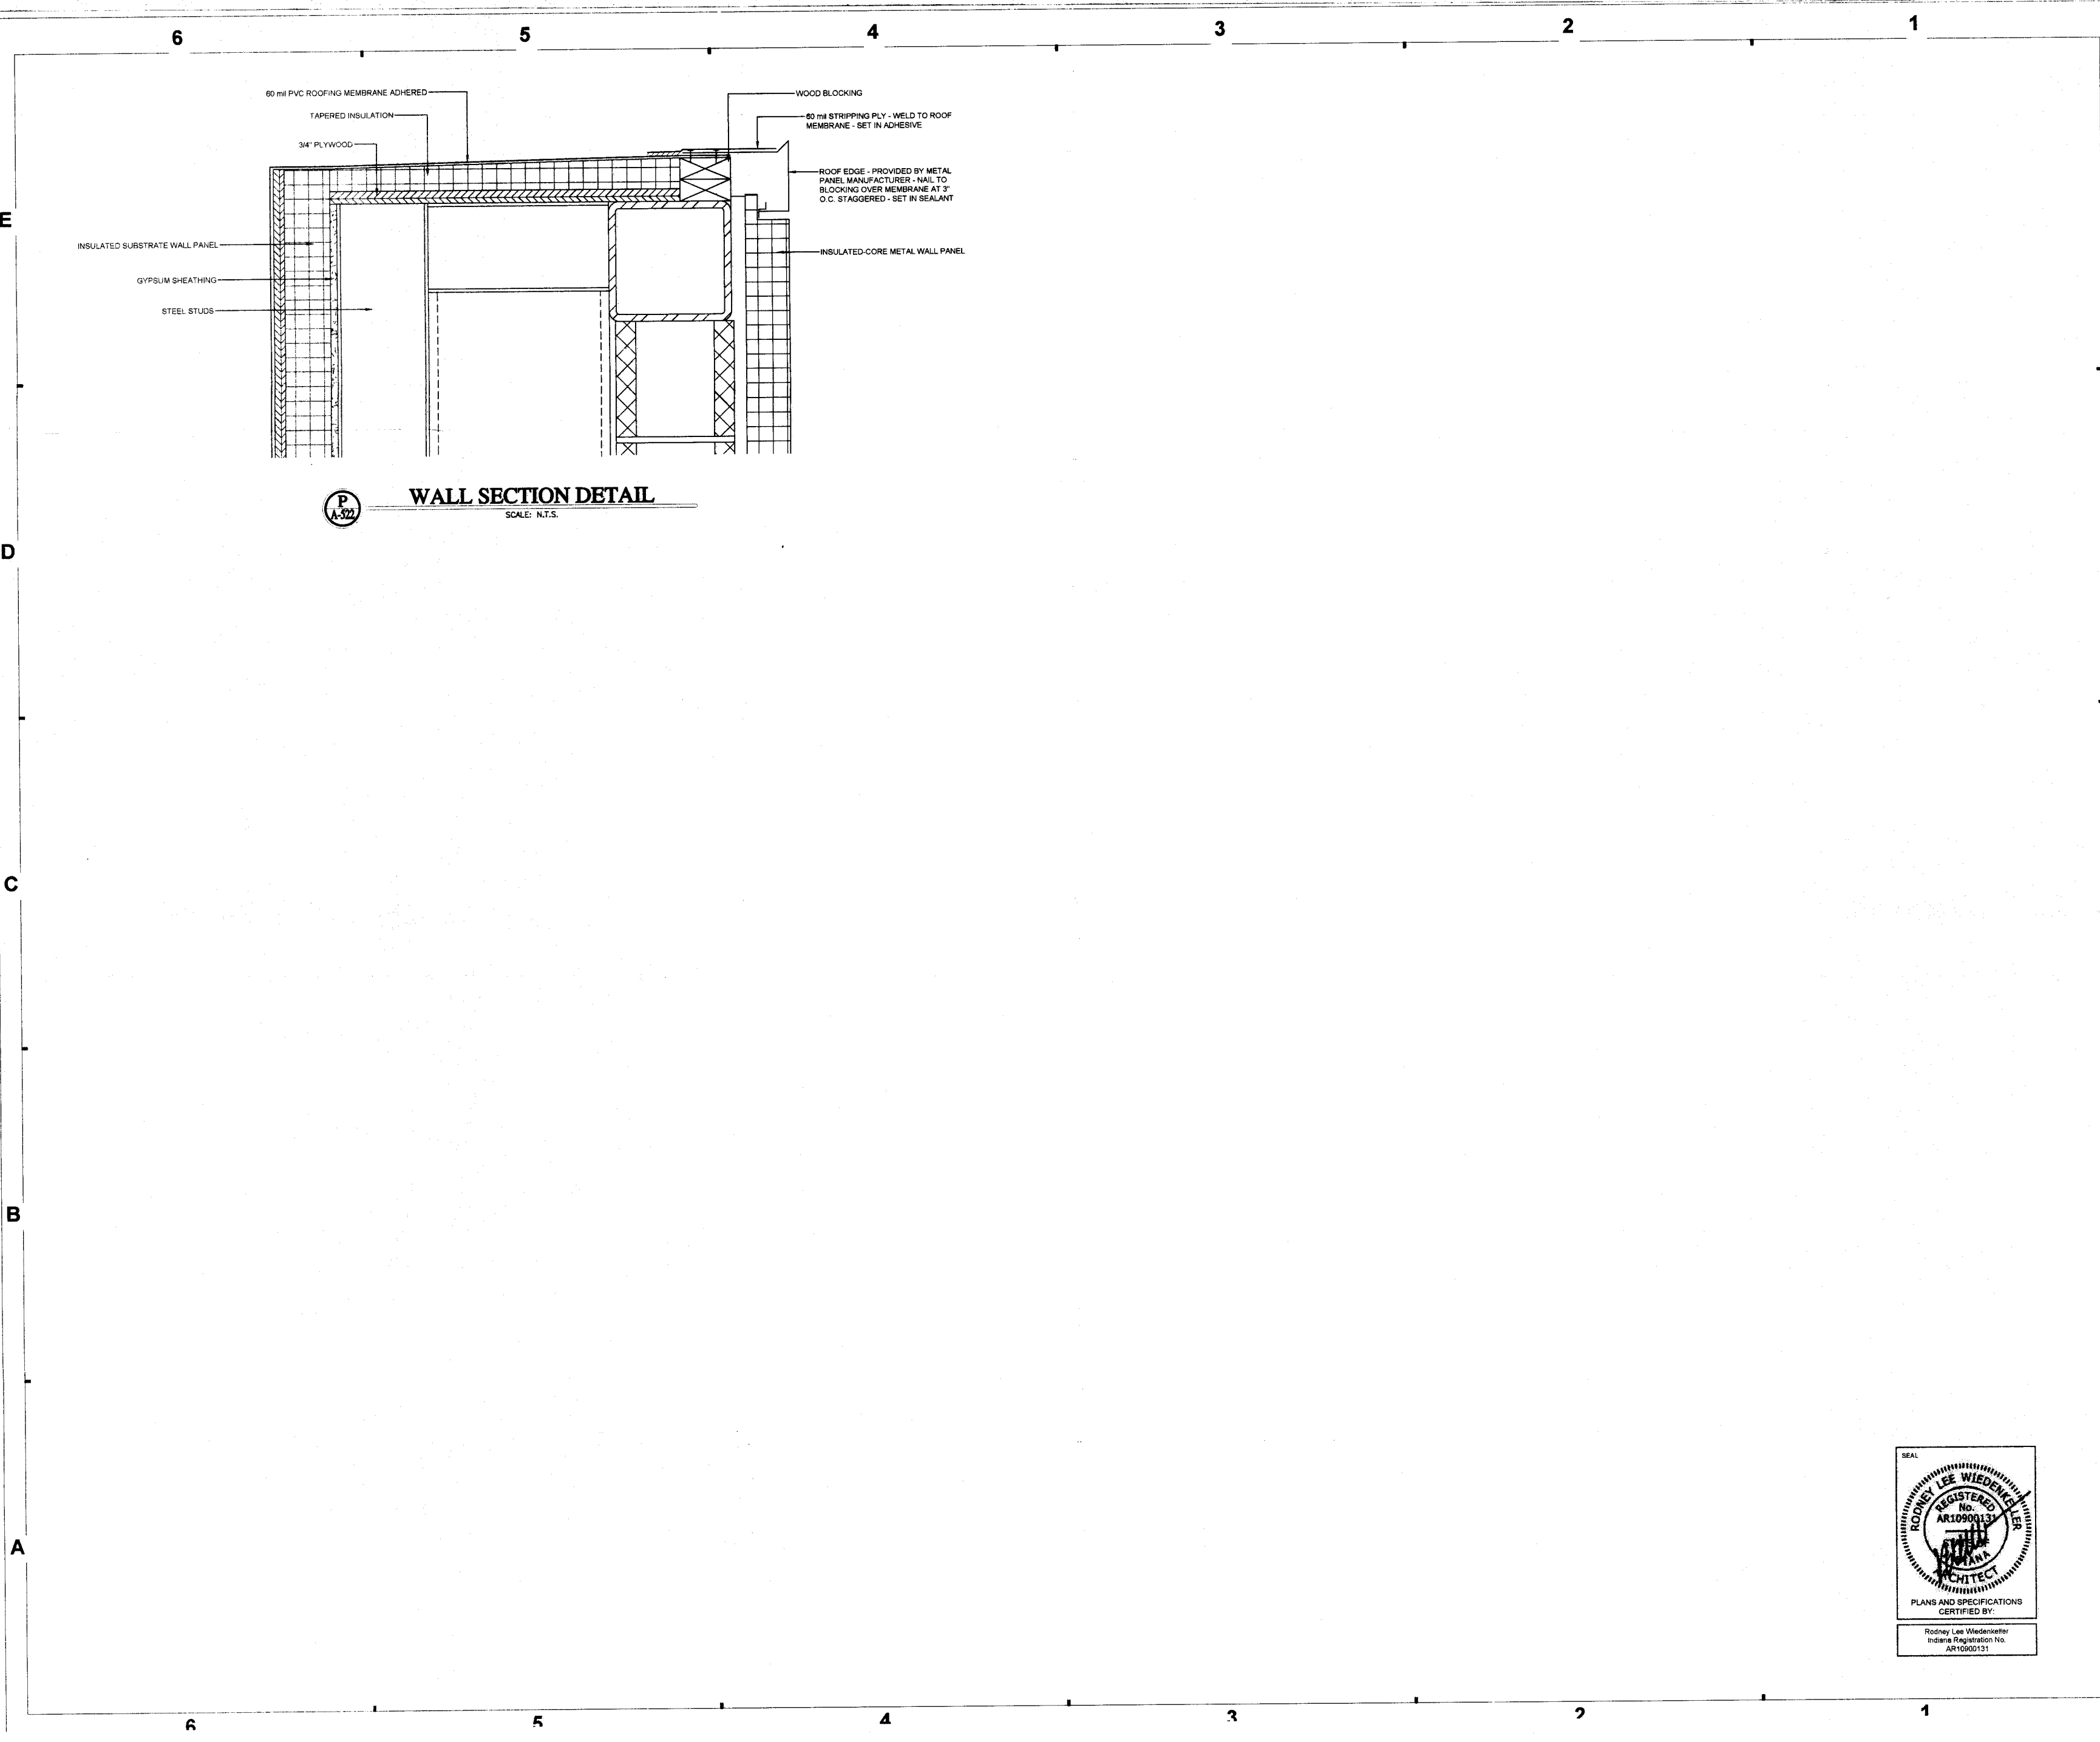 6 5 4 3 2 1
60 mil PVC ROOFING MEMBRANE ADHERED
TAPERED INSULATION
3/4" PLYWOOD
WOOD BLOCKING
60 mil STRIPPING PLY - WELD TO ROOF
MEMBRANE - SET IN ADHESIVE
ROOF EDGE - PROVIDED BY METAL
PANEL MANUFACTURER - NAIL TO
BLOCKING OVER MEMBRANE AT 3"
O.C. STAGGERED - SET IN SEALANT
E
INSULATED SUBSTRATE WALL PANEL
INSULATED-CORE METAL WALL PANEL
GYPSUM SHEATHING
STEEL STUDS
P
A-522
WALL SECTION DETAIL
SCALE: N.T.S.
D
C
B
A
SEAL
RODNEY LEE WIEDENKELLER
REGISTERED
No.
AR10900131
PLANS AND SPECIFICATIONS
CERTIFIED BY:
Rodney Lee
Indiana Registration No.
AR10900131
6 5 4 3 2 1